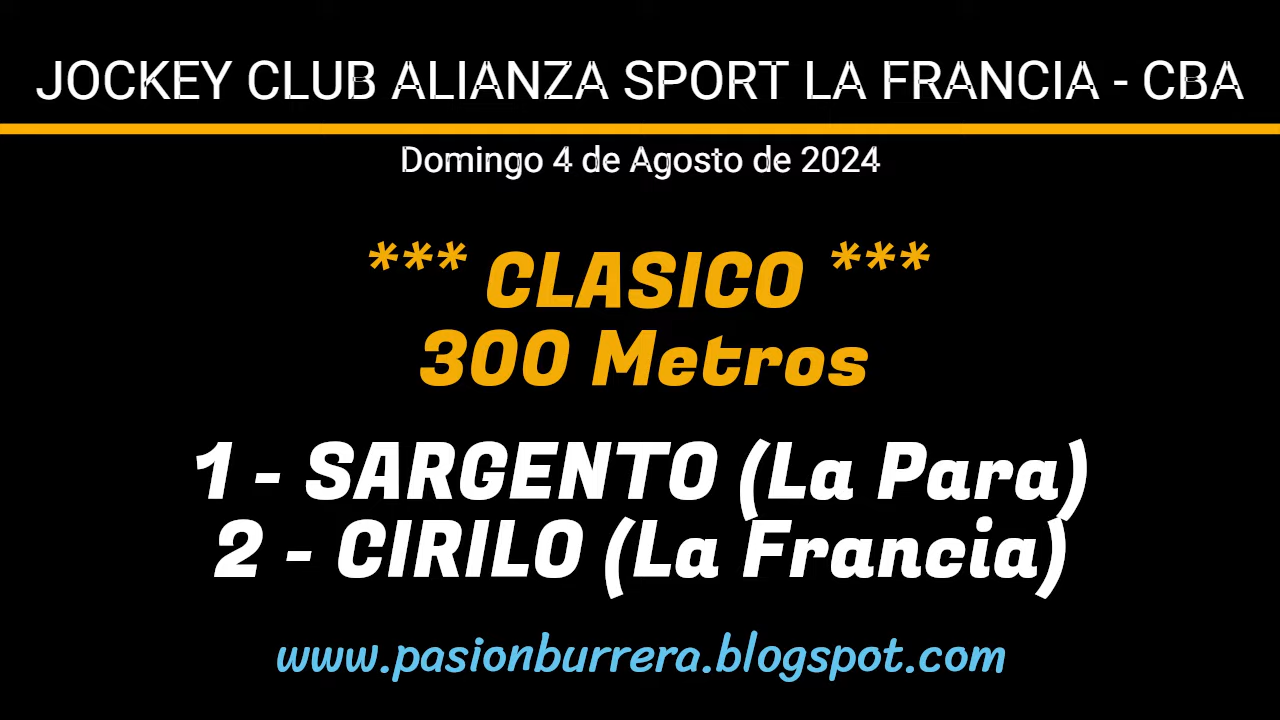 JOCKEY CLUB ALIANZA SPORT LA FRANCIA - CBA
Domingo 4 de Agosto de 2024
*** CLASICO ***
300 Metros
1 - SARGENTO (La Para)
2 - CIRILO (La Francia)
www.pasionburrera.blogspot.com